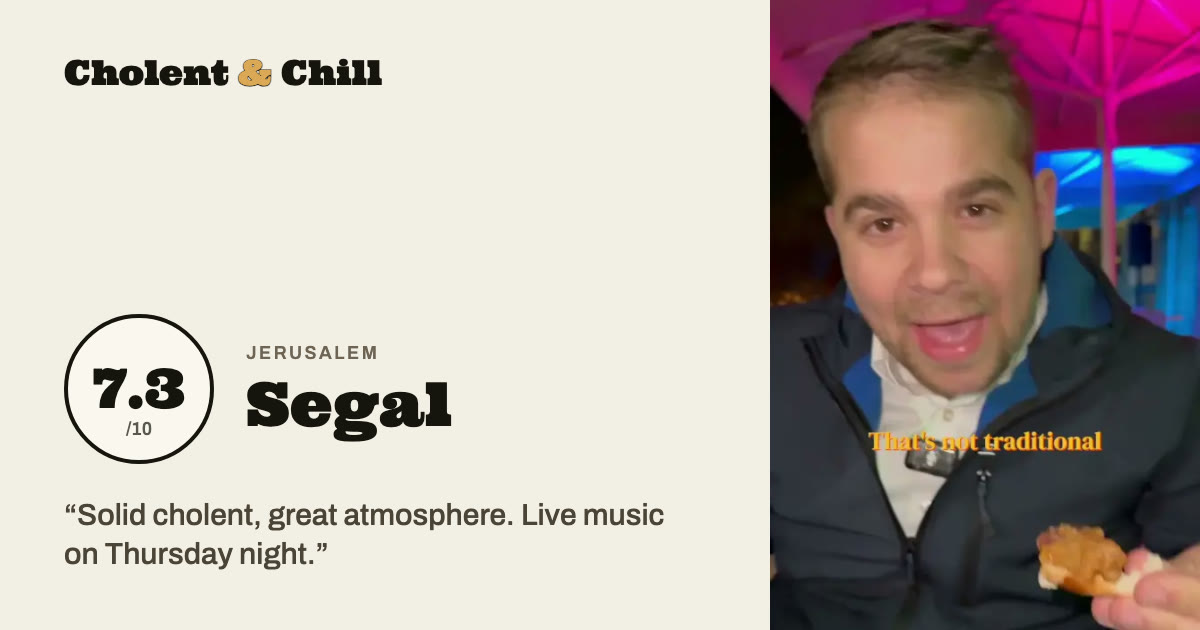 Cholent & Chill
7.3
/10
JERUSALEM
Segal
“Solid cholent, great atmosphere. Live music
on Thursday night.”
That's not traditional